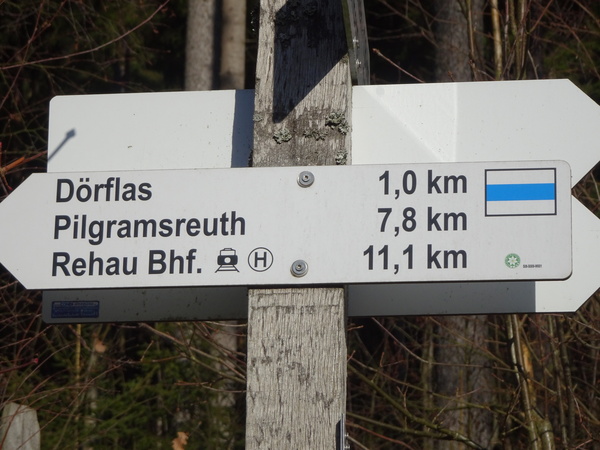 Dörflas 1,0 km
Pilgramsreuth 7,8 km
Rehau Bhf. H 11,1 km